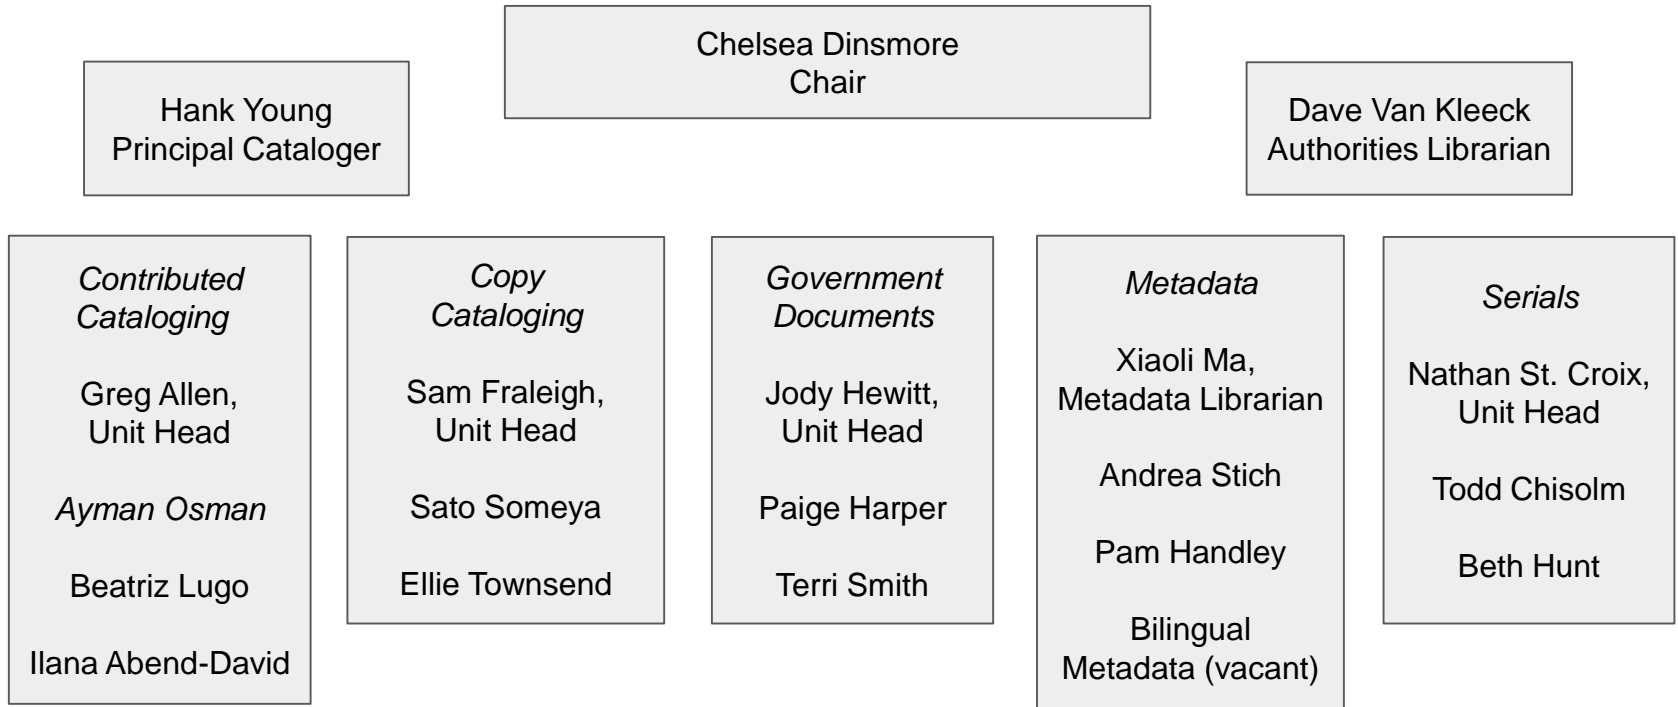 Chelsea Dinsmore
Chair
Hank Young
Principal Cataloger
Dave Van Kleeck
Authorities Librarian
Contributed
Cataloging
Greg Allen,
Unit Head
Ayman Osman
Beatriz Lugo
Ilana Abend-David
Copy
Cataloging
Sam Fraleigh,
Unit Head
Sato Someya
Ellie Townsend
Government
Documents
Jody Hewitt,
Unit Head
Paige Harper
Terri Smith
Metadata
Xiaoli Ma,
Metadata Librarian
Andrea Stich
Pam Handley
Bilingual
Metadata (vacant)
Serials
Nathan St. Croix,
Unit Head
Todd Chisolm
Beth Hunt